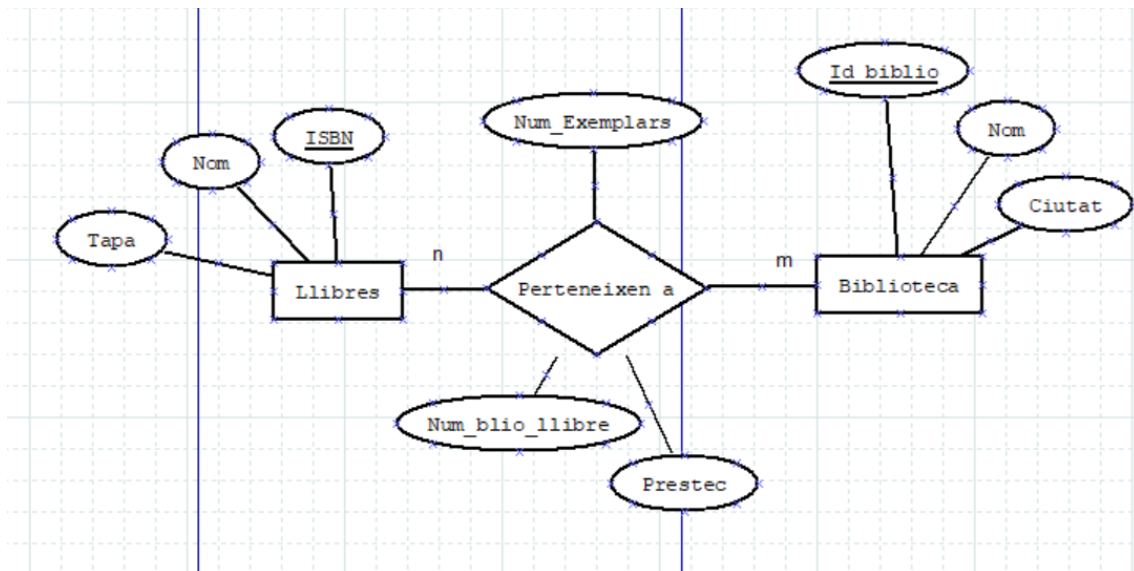 Id_biblio
Num_Exemplars
Nom
ISBN
Nom
Ciutat
Tapa
n
m
Llibres
Perteneixen a
Biblioteca
Num_blio_llibre
Prestec